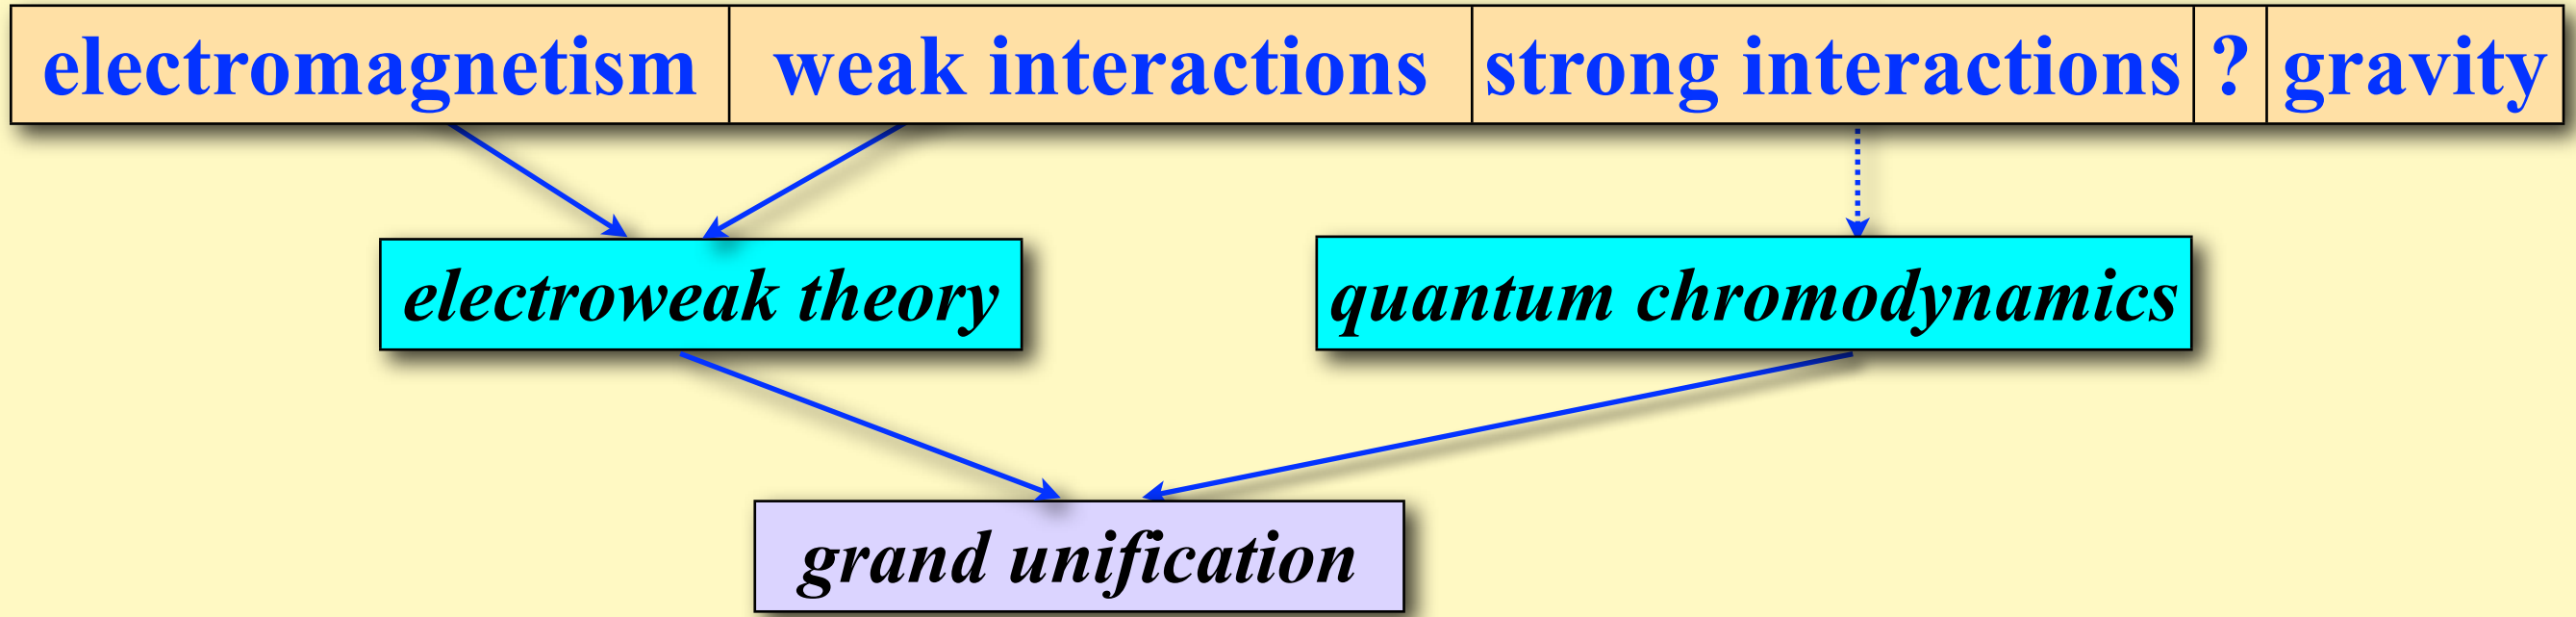 electromagnetism weak interactions strong interactions ? gravity
electroweak theory quantum chromodynamics
grand unification